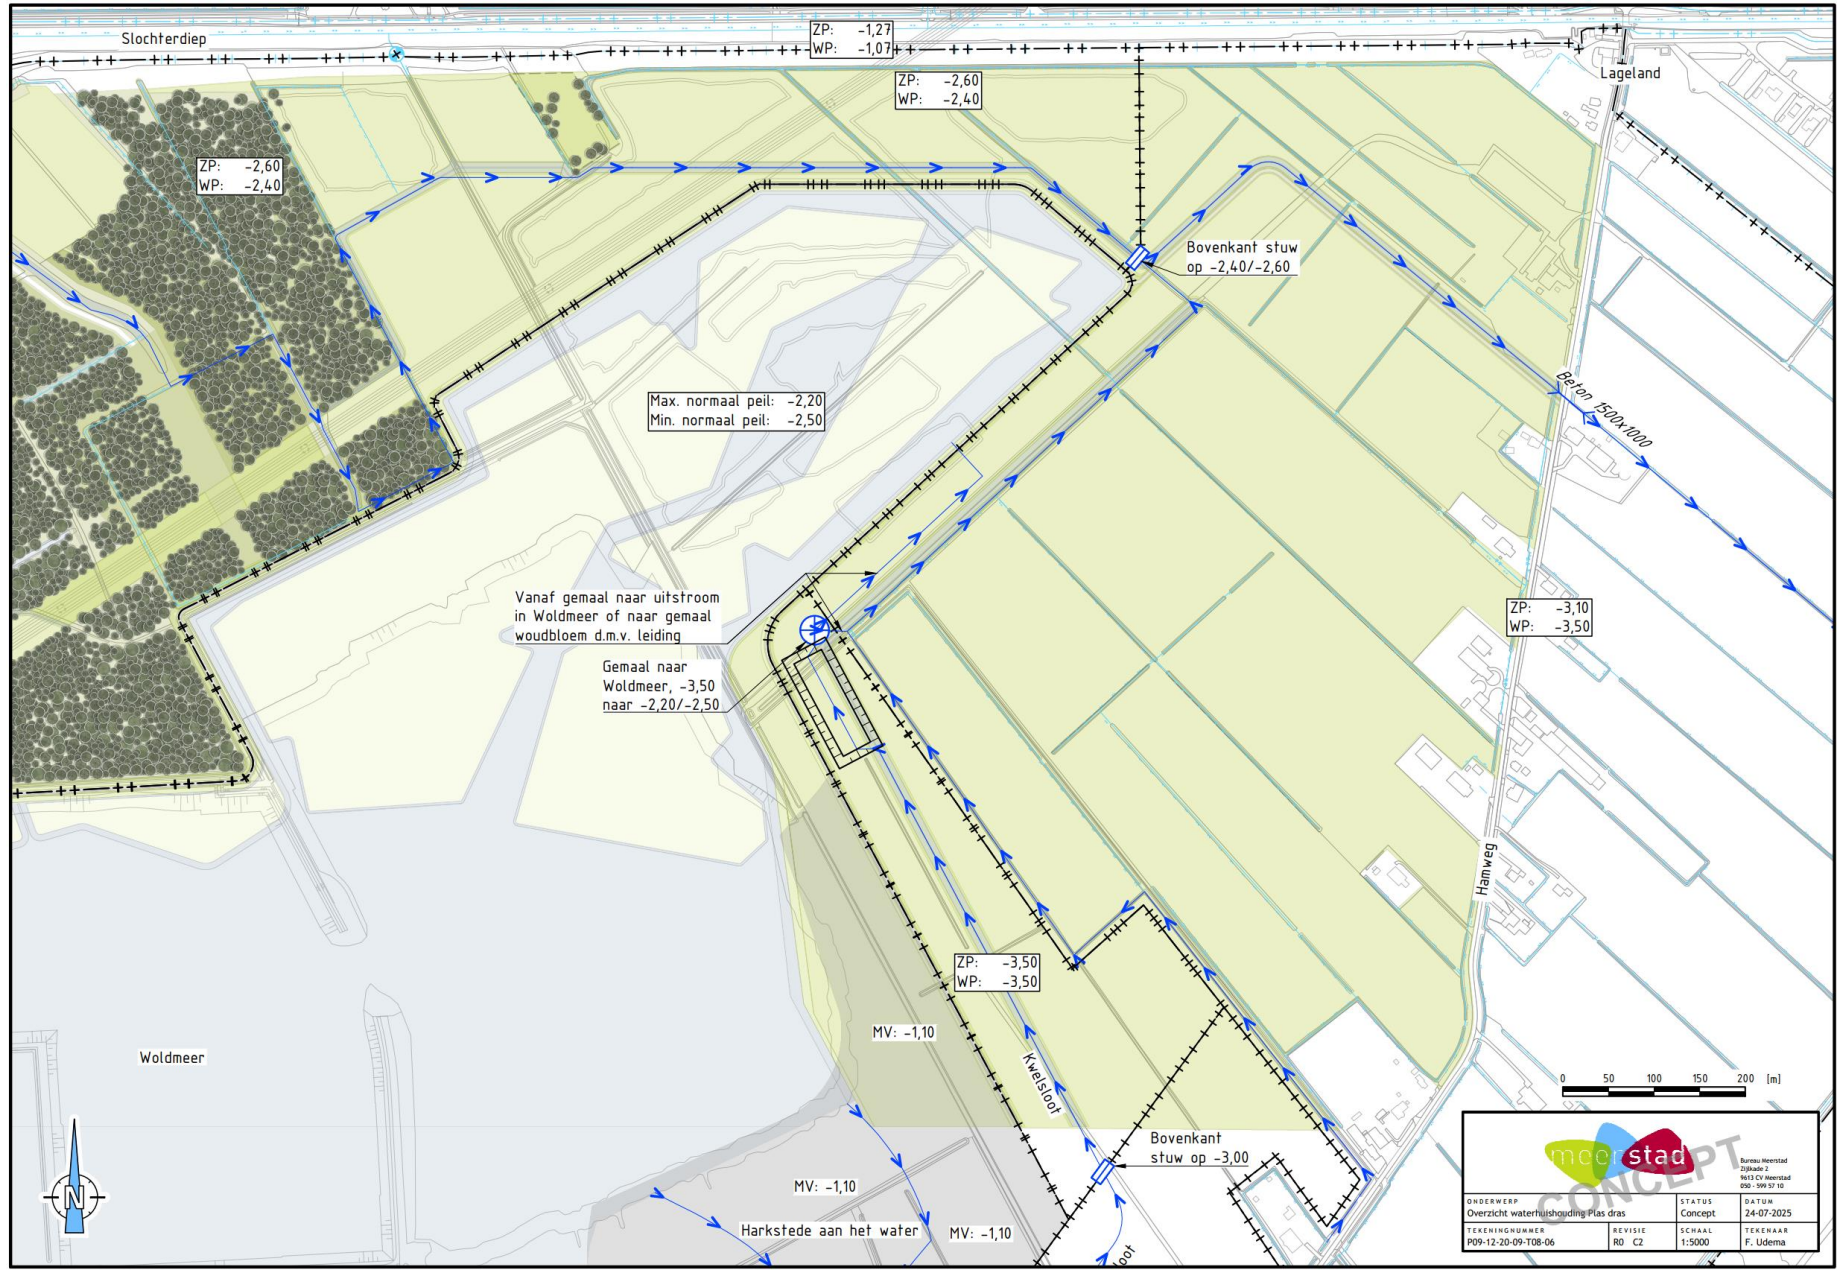 Slochterdiep
ZP: -1,27
WP: -1,07
Lageland
ZP: -2,60
WP: -2,40
ZP: -2,60
WP: -2,40
Bovenkant stuw
op -2,40/-2,60
Max. normaal peil: -2,20
Min. normaal peil: -2,50
Beton 1500x1000
Vanaf gemaal naar uitstroom
in Woldmeer of naar gemaal
woudbloem d.m.v. leiding
ZP: -3,10
WP: -3,50
Gemaal naar
Woldmeer, -3,50
naar -2,20/-2,50
Hamweg
ZP: -3,50
WP: -3,50
MV: -1,10
Woldmeer
Kwelsloot
0 50 100 150 200 [m]
Bovenkant
stuw op -3,00
MV: -1,10
Harkstede aan het water
MV: -1,10
loot
N
meerstad
CONCEPT
Bureau Meerstad
Zijlkade 2
9613 CV Meerstad
050 - 599 57 10
ONDERWERP
Overzicht waterhuishouding Plas dras
STATUS
Concept
DATUM
24-07-2025
TEKENINGNUMMER
P09-12-20-09-T08-06
REVISIE
R0 C2
SCHAAL
1:5000
TEKENAAR
F. Udema